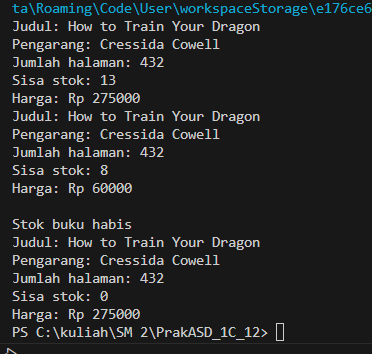 ta\Roaming\Code\User\workspaceStorage\e176ce6
Judul: How to Train Your Dragon
Pengarang: Cressida Cowell
Jumlah halaman: 432
Sisa stok: 13
Harga: Rp 275000
Judul: How to Train Your Dragon
Pengarang: Cressida Cowell
Jumlah halaman: 432
Sisa stok: 8
Harga: Rp 60000
Stok buku habis
Judul: How to Train Your Dragon
Pengarang: Cressida Cowell
Jumlah halaman: 432
Sisa stok: 0
Harga: Rp 275000
PS C:\kuliah\SM 2\PrakASD_1C_12>